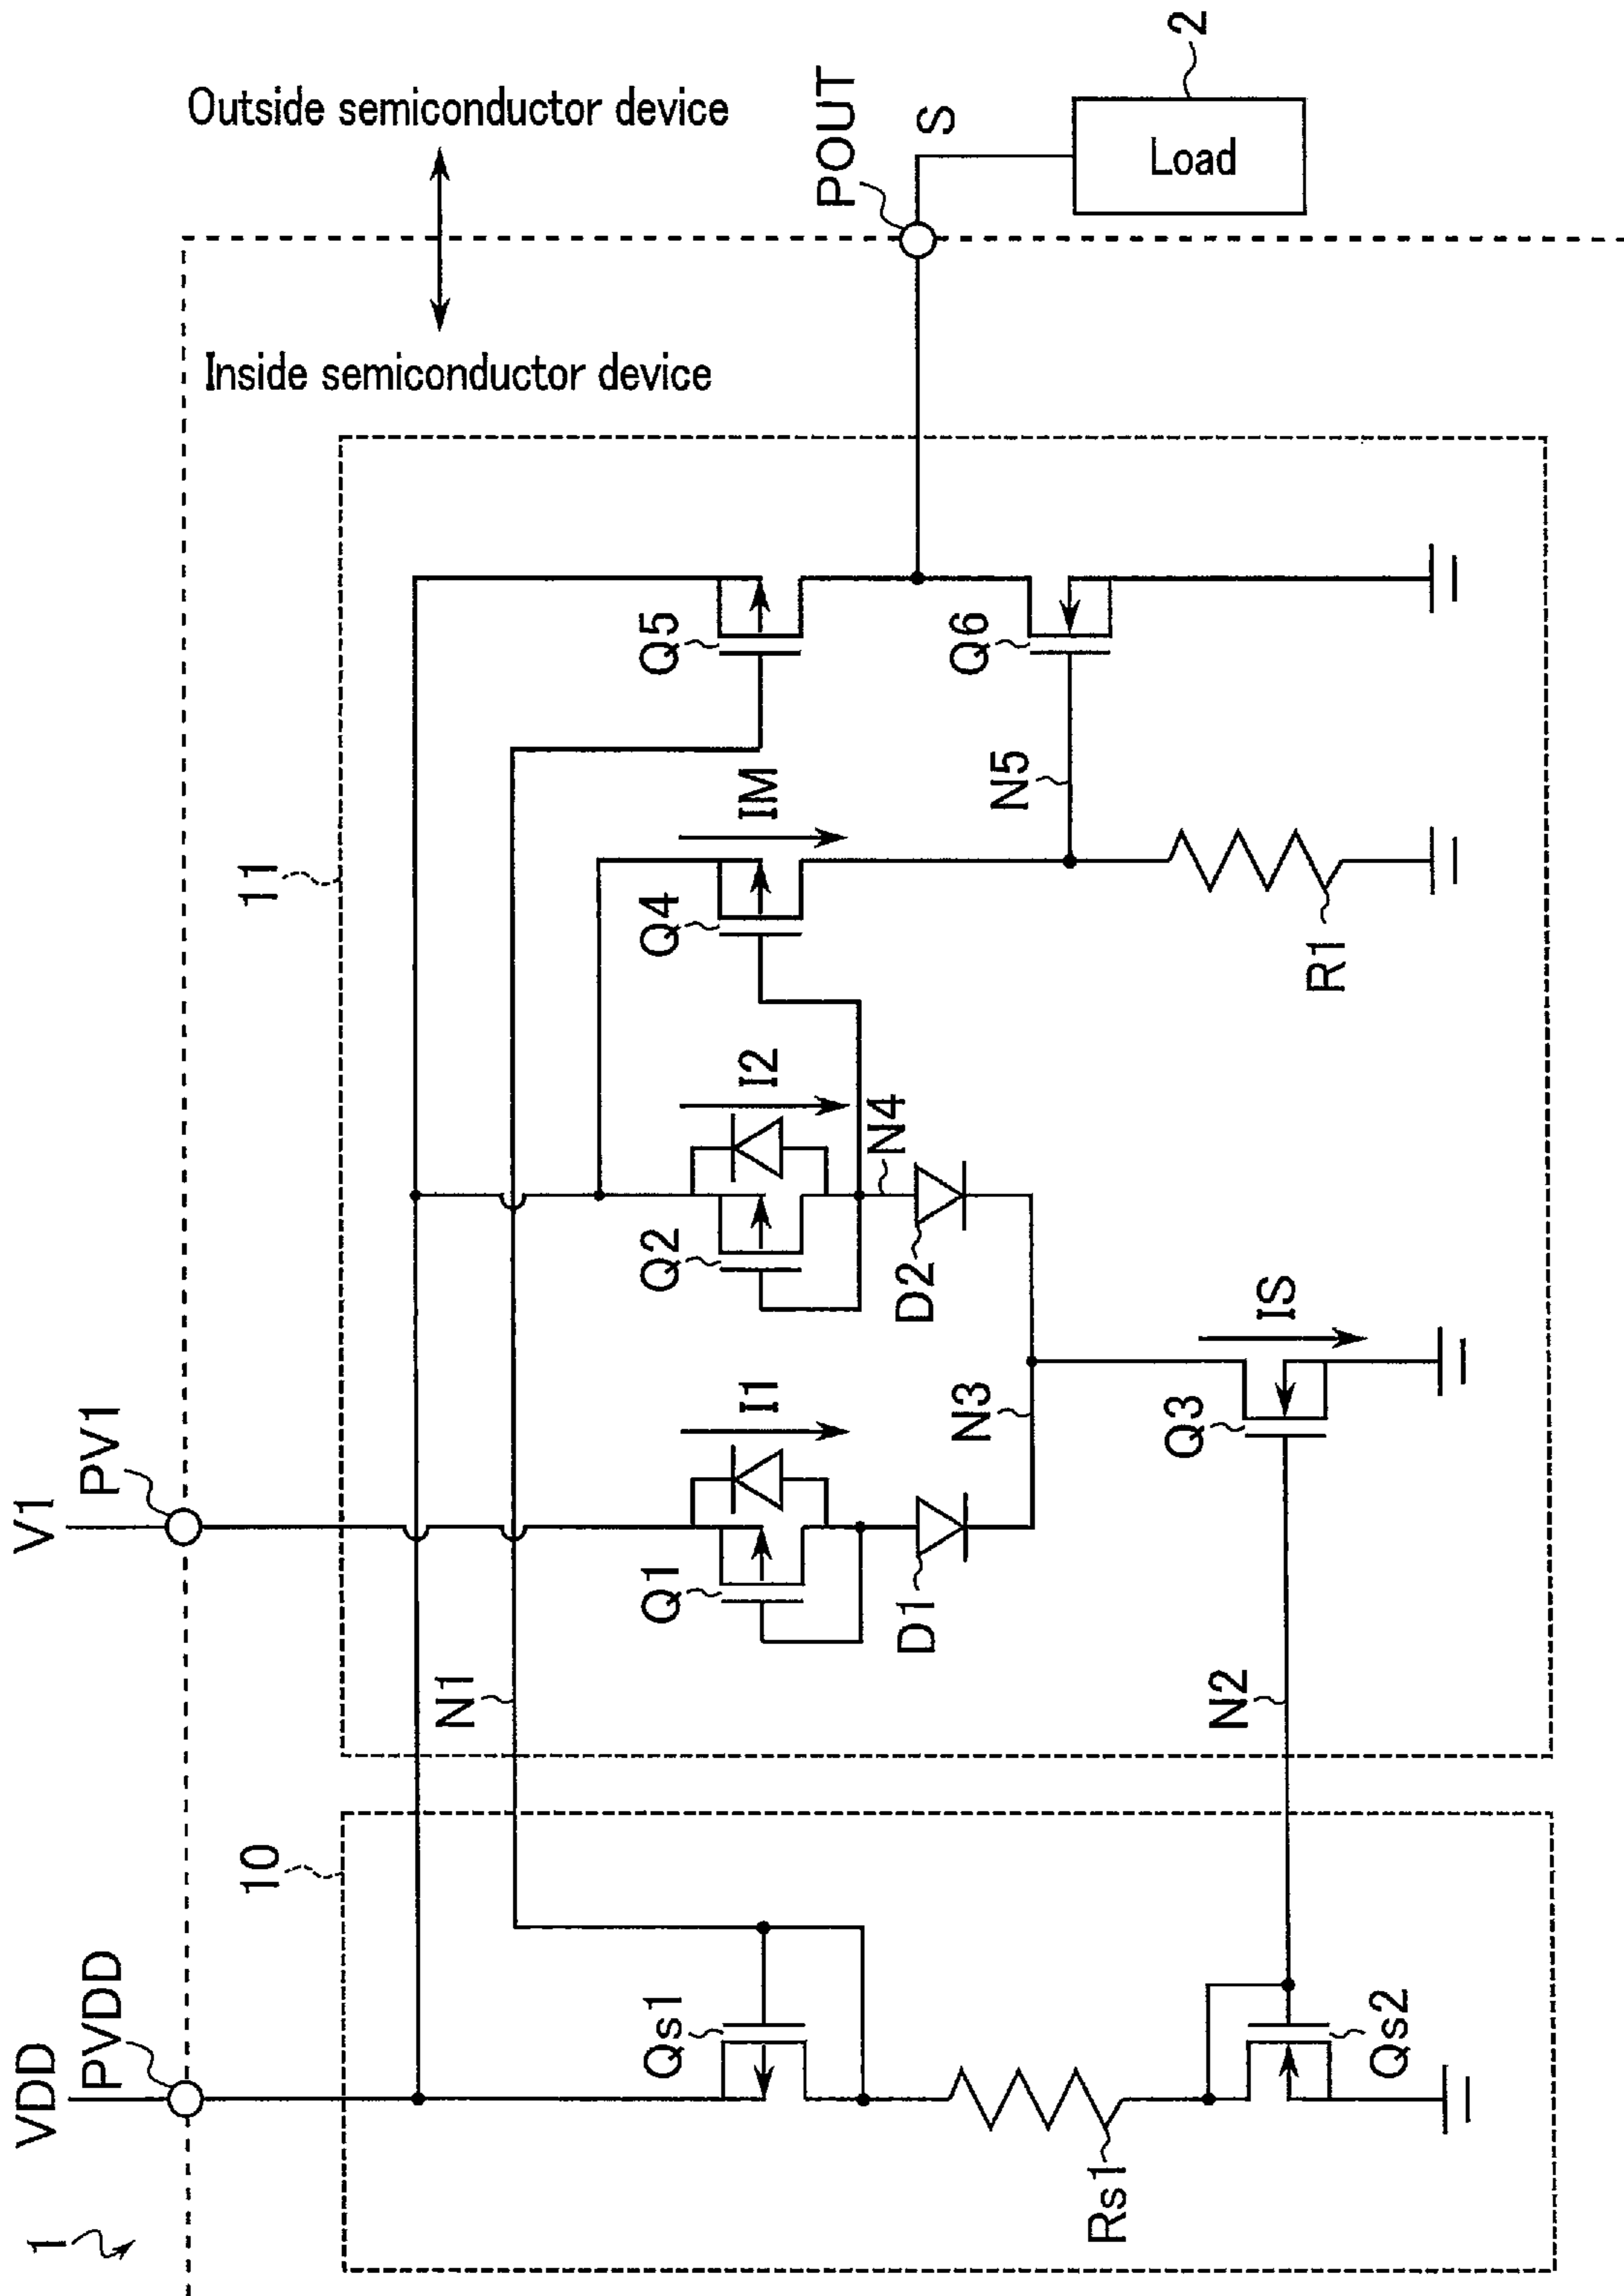 Outside semiconductor device
Inside semiconductor device
1
VDD
PVDD
V1
PV1
POUT
S
2
Load
10
11
N1
Qs1
Rs1
Qs2
N2
Q1
I1
D1
N3
Q2
I2
N4
D2
Q3
IS
Q4
IM
N5
R1
Q5
Q6